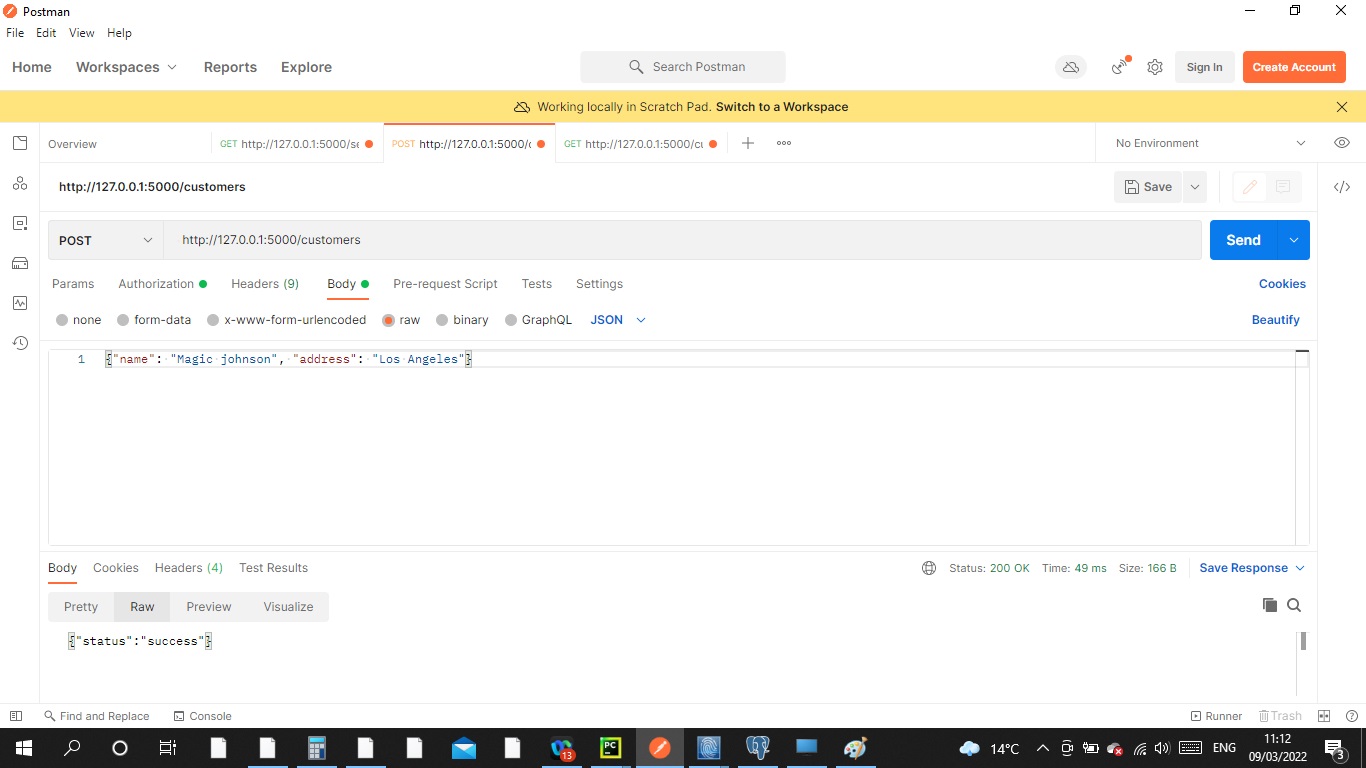 Postman
File Edit View Help
Home Workspaces Reports Explore Search Postman Sign In Create Account
Working locally in Scratch Pad. Switch to a Workspace
Overview GET http://127.0.0.1:5000/se POST http://127.0.0.1:5000/c GET http://127.0.0.1:5000/cu No Environment
http://127.0.0.1:5000/customers Save
POST http://127.0.0.1:5000/customers Send
Params Authorization Headers (9) Body Pre-request Script Tests Settings Cookies
none form-data x-www-form-urlencoded raw binary GraphQL JSON Beautify
1 {"name": "Magic johnson", "address": "Los Angeles"}
Body Cookies Headers (4) Test Results Status: 200 OK Time: 49 ms Size: 166 B Save Response
Pretty Raw Preview Visualize
{"status":"success"}
Find and Replace Console Runner Trash
PC 13 14°C ENG 11:12
09/03/2022 3